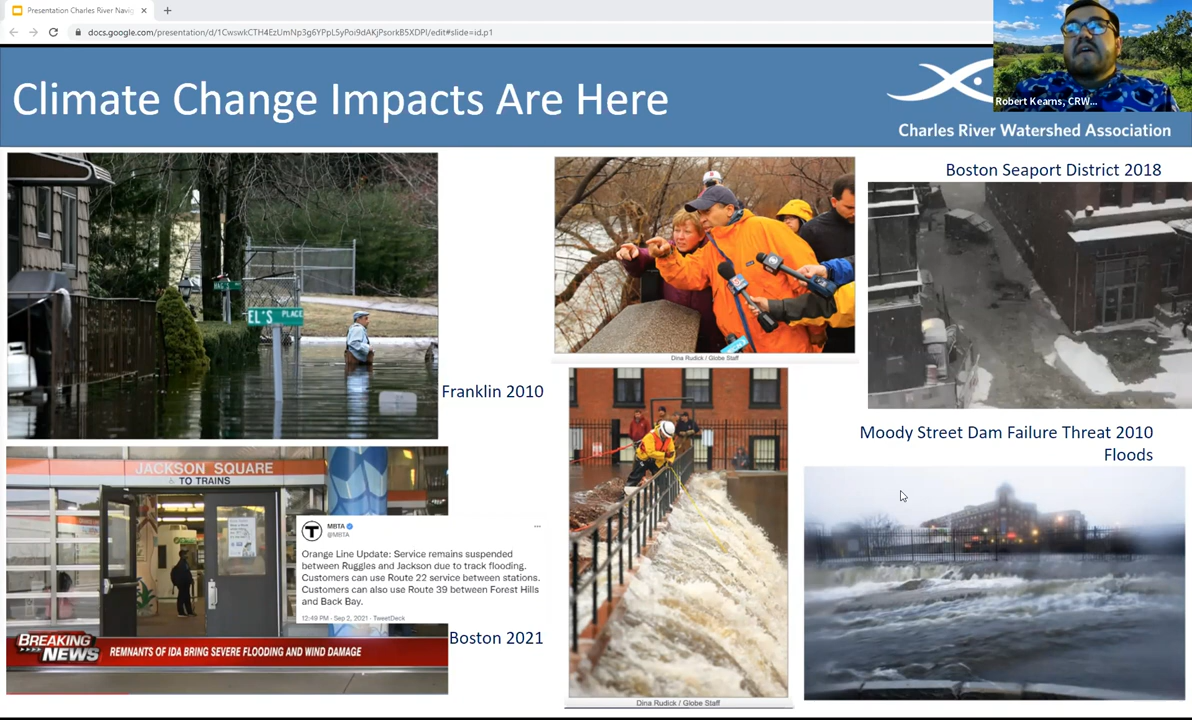 Presentation Charles River Navig
docs.google.com/presentation/d/1CwswkCTH4EzUmNp3g6YPpL5yPoi9dAKjPsorkB5XDPI/edit#slide=id.p1
Climate Change Impacts Are Here
Robert Kearns, CRW...
Charles River Watershed Association
Boston Seaport District 2018
EL'S PLACE
Dina Rudick / Globe Staff
Franklin 2010
Moody Street Dam Failure Threat 2010
Floods
JACKSON SQUARE
TO TRAINS
MBTA
@MBTA
Orange Line Update: Service remains suspended
between Ruggles and Jackson due to track flooding.
Customers can use Route 22 service between stations.
Customers can also use Route 39 between Forest Hills
and Back Bay.
12:49 PM · Sep 2, 2021 · TweetDeck
Boston 2021
BREAKING
NEWS
REMNANTS OF IDA BRING SEVERE FLOODING AND WIND DAMAGE
Dina Rudick / Globe Staff